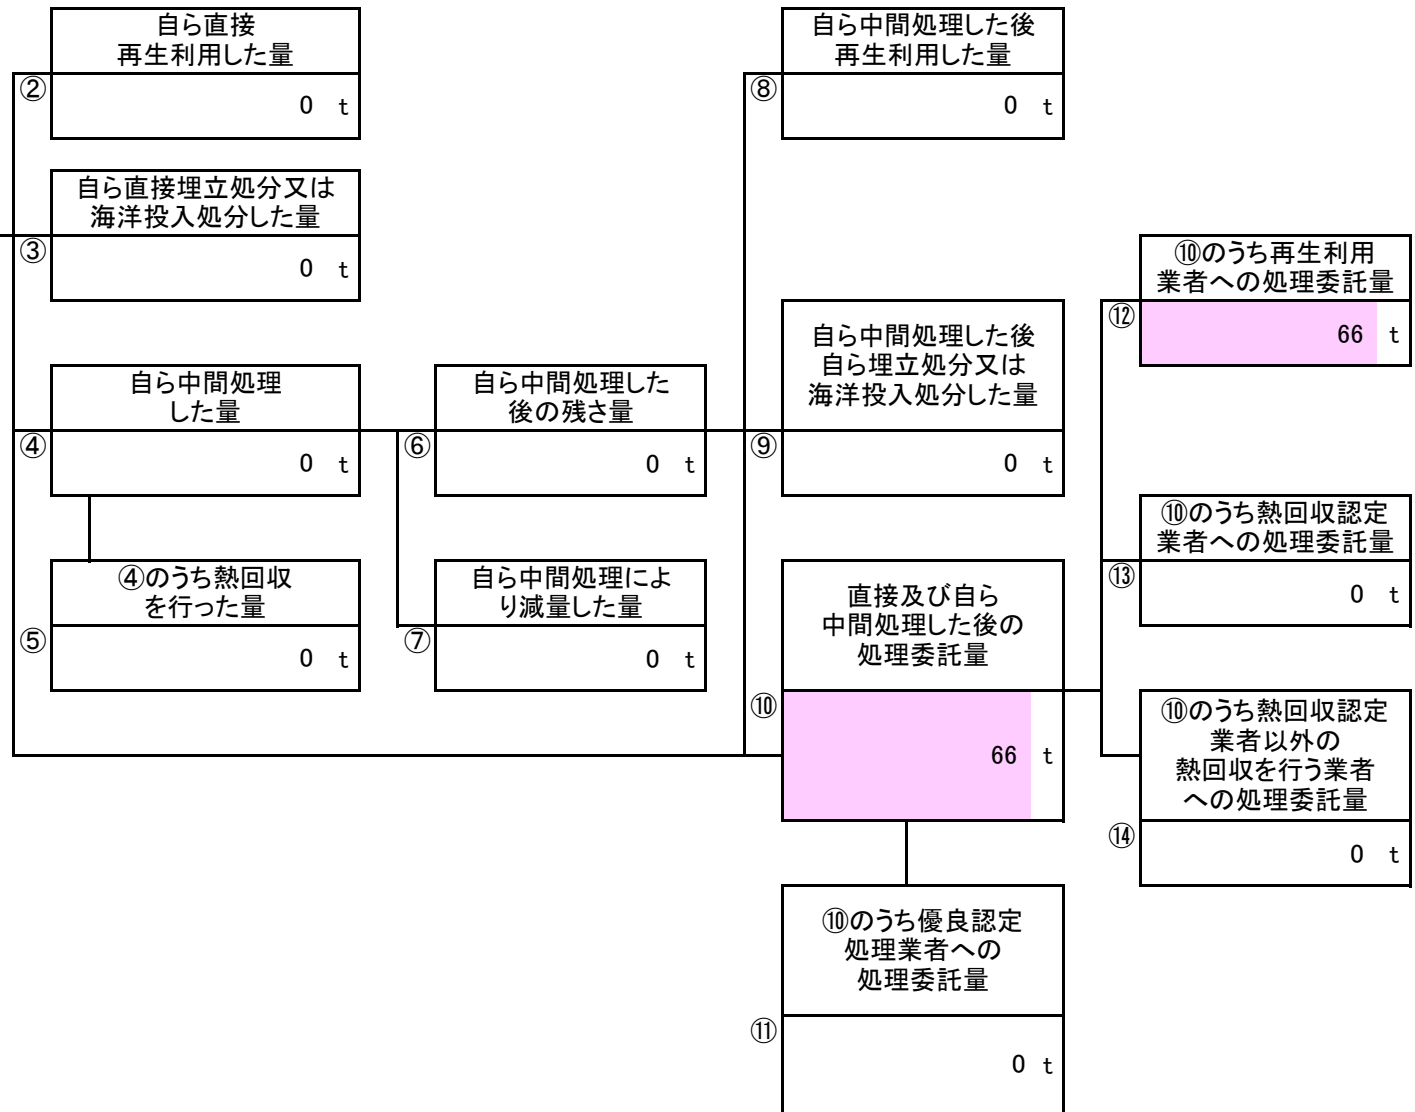 自ら直接
再生利用した量
②
0 t
自ら直接埋立処分又は
海洋投入処分した量
③
0 t
自ら中間処理
した量
④
0 t
④のうち熱回収
を行った量
⑤
0 t
自ら中間処理した
後の残さ量
⑥
0 t
自ら中間処理によ
り減量した量
⑦
0 t
自ら中間処理した後
再生利用した量
⑧
0 t
自ら中間処理した後
自ら埋立処分又は
海洋投入処分した量
⑨
0 t
直接及び自ら
中間処理した後の
処理委託量
⑩
66 t
⑩のうち優良認定
処理業者への
処理委託量
⑪
0 t
⑩のうち再生利用
業者への処理委託量
⑫
66 t
⑩のうち熱回収認定
業者への処理委託量
⑬
0 t
⑩のうち熱回収認定
業者以外の
熱回収を行う業者
への処理委託量
⑭
0 t